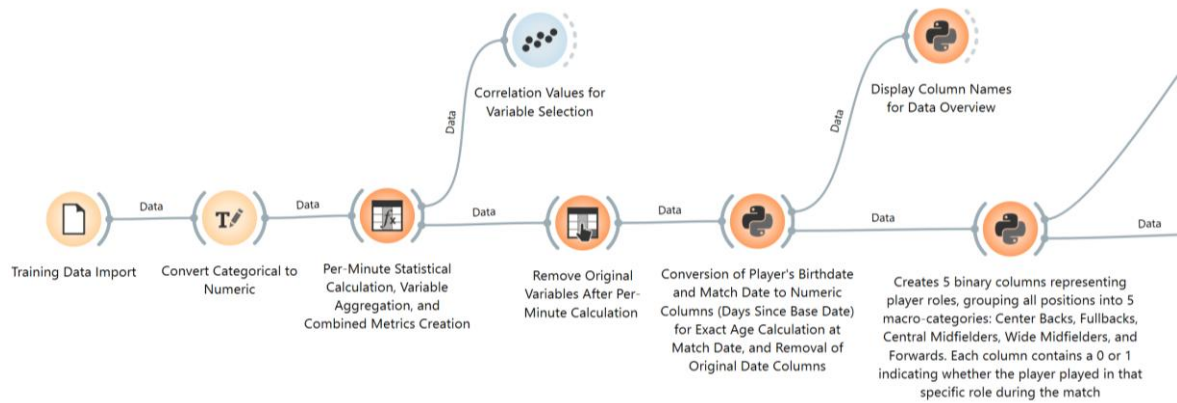 Correlation Values for
Variable Selection
Display Column Names
for Data Overview
Data
Data
Data
Data
Data
Data
Data
Data
Training Data Import
Convert Categorical to
Numeric
Per-Minute Statistical
Calculation, Variable
Aggregation, and
Combined Metrics Creation
Remove Original
Variables After Per-
Minute Calculation
Conversion of Player's Birthdate
and Match Date to Numeric
Columns (Days Since Base Date)
for Exact Age Calculation at
Match Date, and Removal of
Original Date Columns
Creates 5 binary columns representing
player roles, grouping all positions into 5
macro-categories: Center Backs, Fullbacks,
Central Midfielders, Wide Midfielders, and
Forwards. Each column contains a 0 or 1
indicating whether the player played in that
specific role during the match